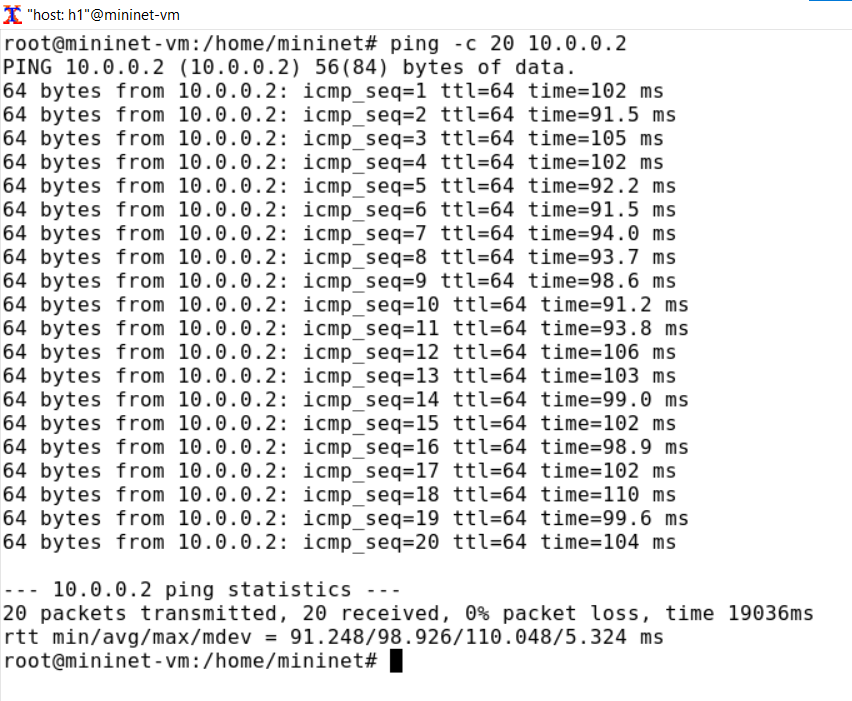 "host: h1"@mininet-vm
root@mininet-vm:/home/mininet# ping -c 20 10.0.0.2
PING 10.0.0.2 (10.0.0.2) 56(84) bytes of data.
64 bytes from 10.0.0.2: icmp_seq=1 ttl=64 time=102 ms
64 bytes from 10.0.0.2: icmp_seq=2 ttl=64 time=91.5 ms
64 bytes from 10.0.0.2: icmp_seq=3 ttl=64 time=105 ms
64 bytes from 10.0.0.2: icmp_seq=4 ttl=64 time=102 ms
64 bytes from 10.0.0.2: icmp_seq=5 ttl=64 time=92.2 ms
64 bytes from 10.0.0.2: icmp_seq=6 ttl=64 time=91.5 ms
64 bytes from 10.0.0.2: icmp_seq=7 ttl=64 time=94.0 ms
64 bytes from 10.0.0.2: icmp_seq=8 ttl=64 time=93.7 ms
64 bytes from 10.0.0.2: icmp_seq=9 ttl=64 time=98.6 ms
64 bytes from 10.0.0.2: icmp_seq=10 ttl=64 time=91.2 ms
64 bytes from 10.0.0.2: icmp_seq=11 ttl=64 time=93.8 ms
64 bytes from 10.0.0.2: icmp_seq=12 ttl=64 time=106 ms
64 bytes from 10.0.0.2: icmp_seq=13 ttl=64 time=103 ms
64 bytes from 10.0.0.2: icmp_seq=14 ttl=64 time=99.0 ms
64 bytes from 10.0.0.2: icmp_seq=15 ttl=64 time=102 ms
64 bytes from 10.0.0.2: icmp_seq=16 ttl=64 time=98.9 ms
64 bytes from 10.0.0.2: icmp_seq=17 ttl=64 time=102 ms
64 bytes from 10.0.0.2: icmp_seq=18 ttl=64 time=110 ms
64 bytes from 10.0.0.2: icmp_seq=19 ttl=64 time=99.6 ms
64 bytes from 10.0.0.2: icmp_seq=20 ttl=64 time=104 ms
--- 10.0.0.2 ping statistics ---
20 packets transmitted, 20 received, 0% packet loss, time 19036ms
rtt min/avg/max/mdev = 91.248/98.926/110.048/5.324 ms
root@mininet-vm:/home/mininet#